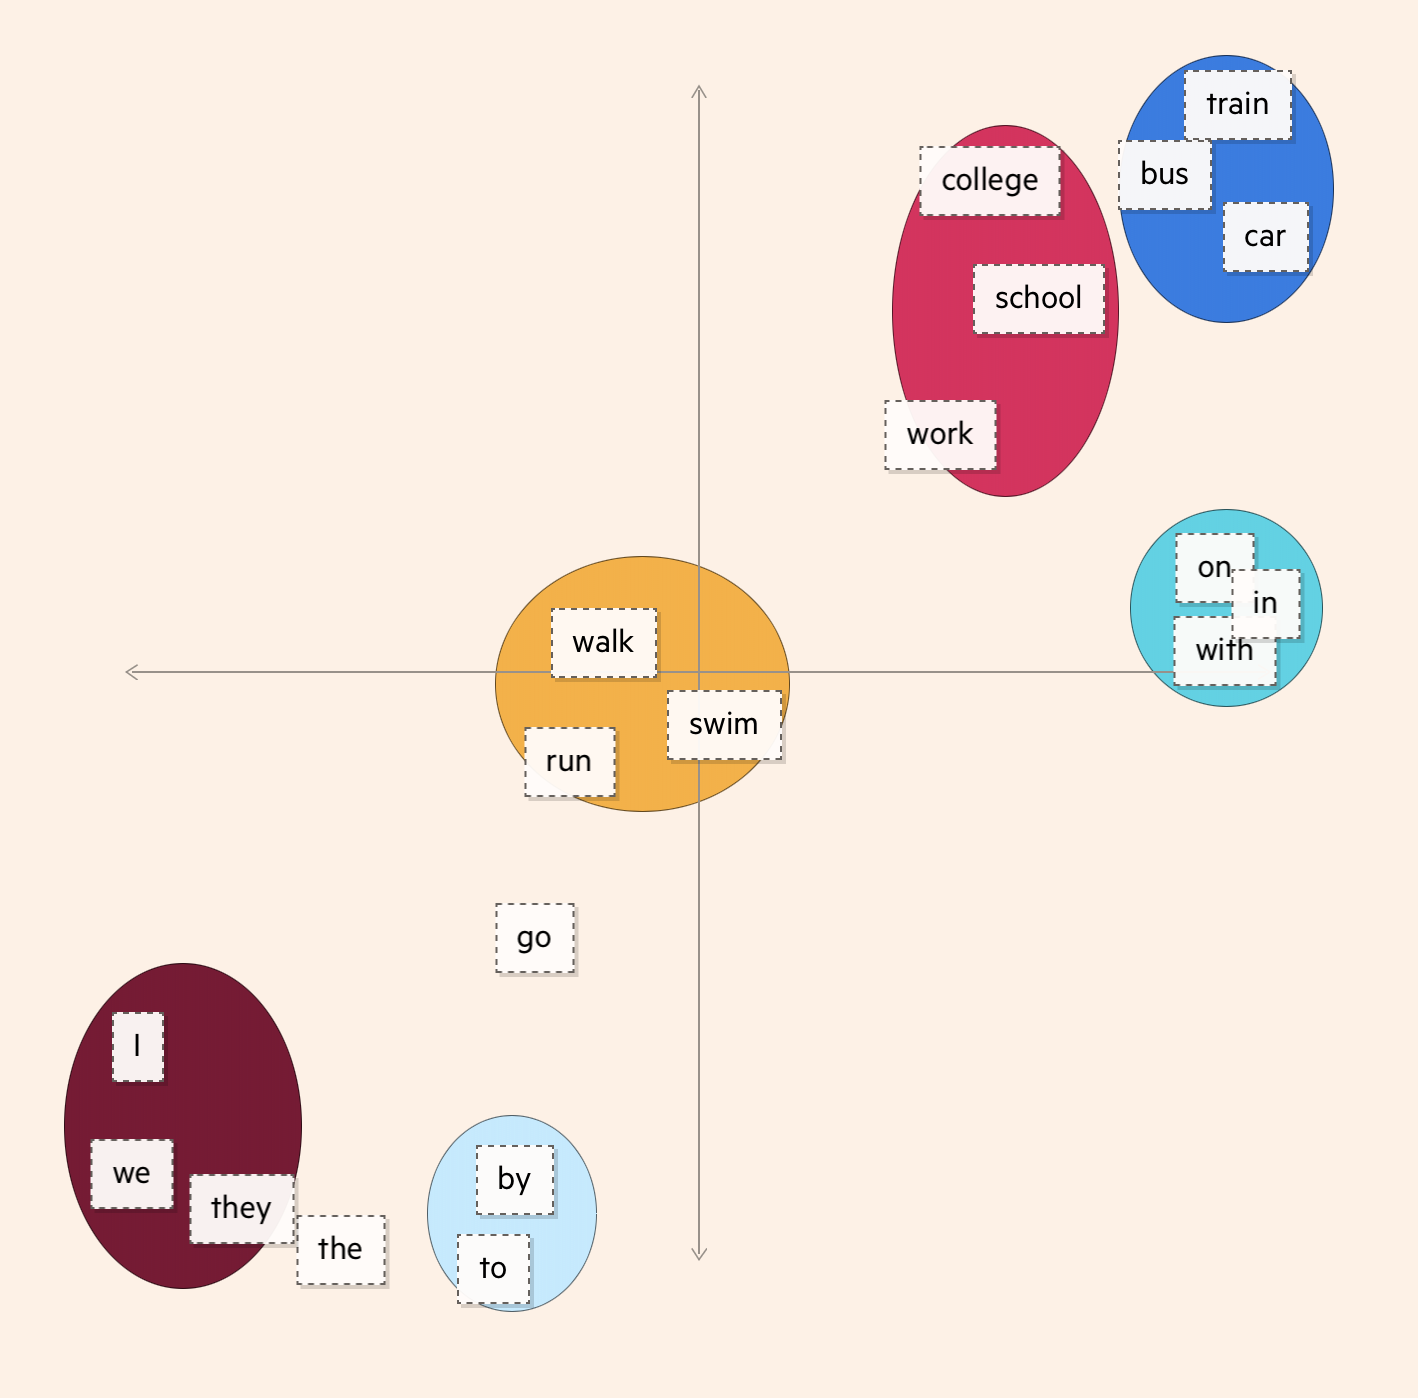 train
bus
college
car
school
work
on
in
with
walk
swim
run
go
I
we
they
by
the
to